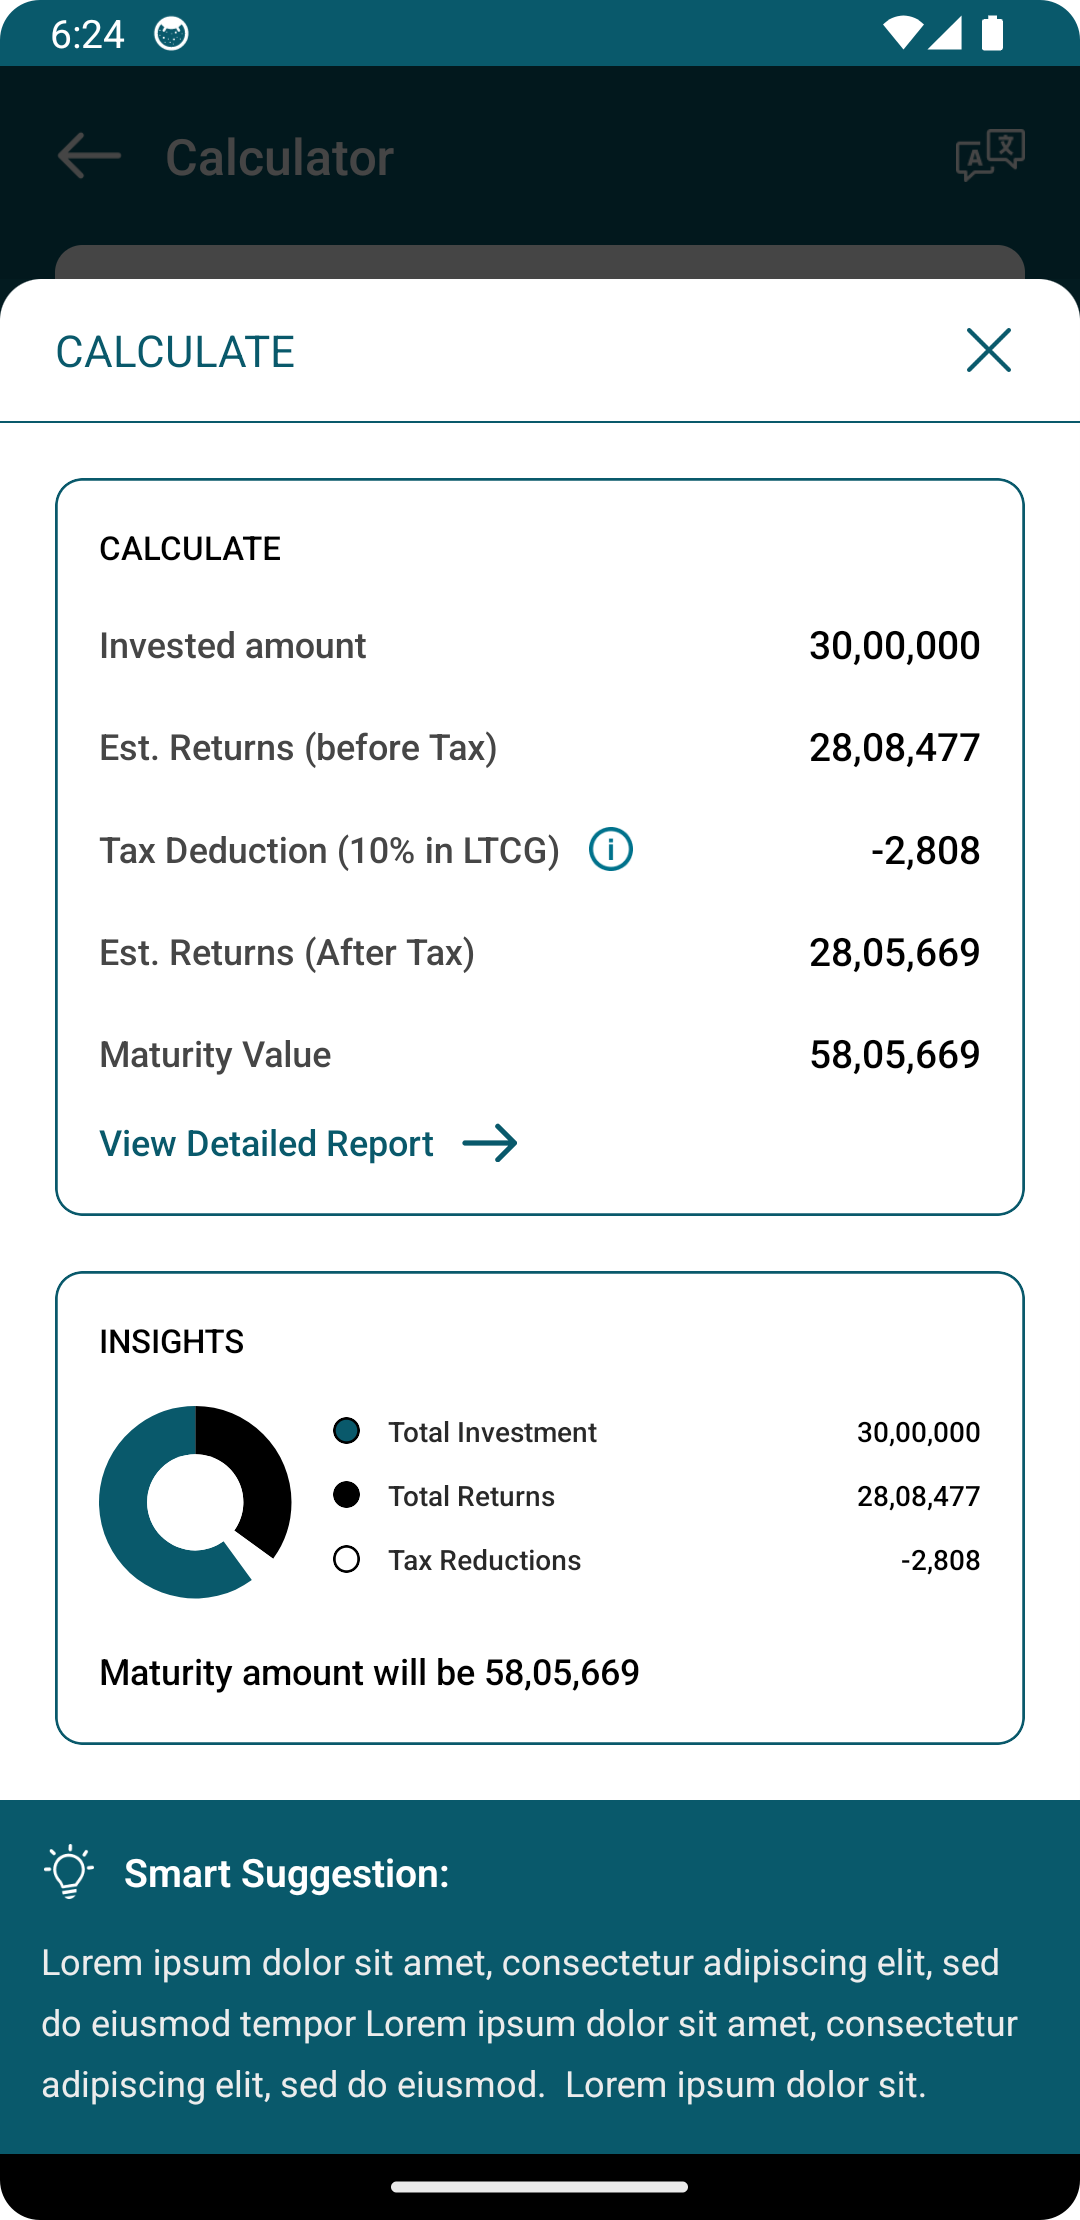 6:24
Calculator
A 文
CALCULATE
CALCULATE
Invested amount 30,00,000
Est. Returns (before Tax) 28,08,477
Tax Deduction (10% in LTCG) i -2,808
Est. Returns (After Tax) 28,05,669
Maturity Value 58,05,669
View Detailed Report
INSIGHTS
Total Investment 30,00,000
Total Returns 28,08,477
Tax Reductions -2,808
Maturity amount will be 58,05,669
Smart Suggestion:
Lorem ipsum dolor sit amet, consectetur adipiscing elit, sed
do eiusmod tempor Lorem ipsum dolor sit amet, consectetur
adipiscing elit, sed do eiusmod.  Lorem ipsum dolor sit.